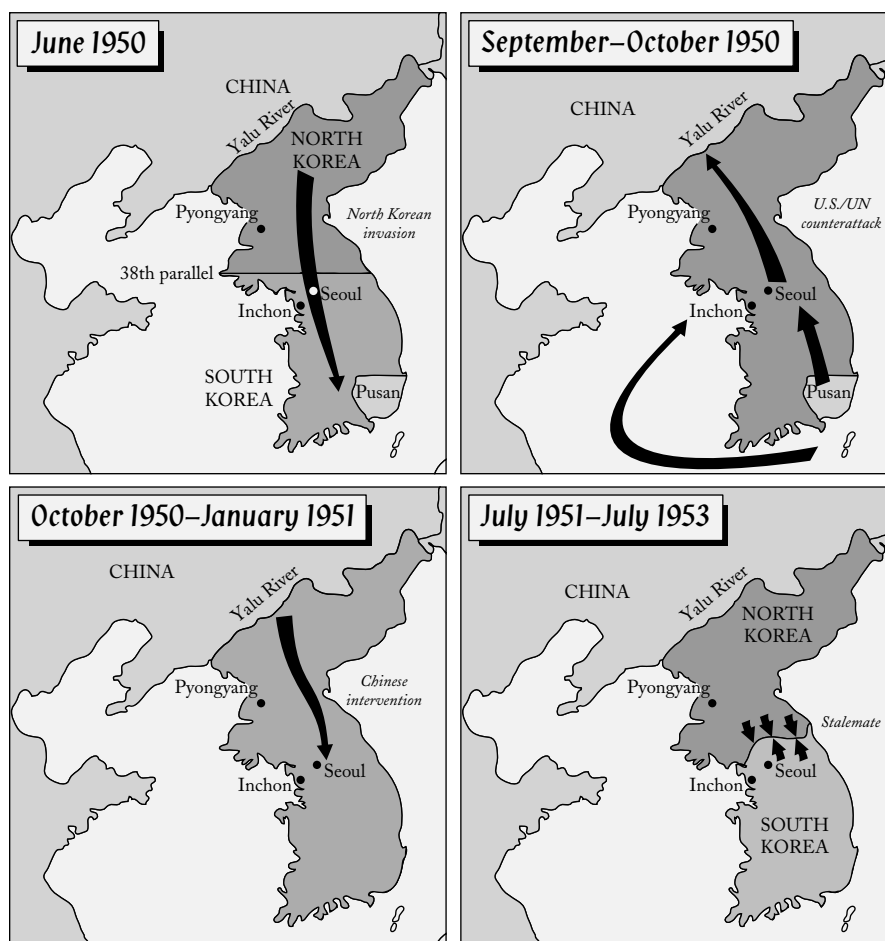 June 1950
CHINA
Yalu River
NORTH
KOREA
Pyongyang
North Korean
invasion
38th parallel
Seoul
Inchon
SOUTH
KOREA
Pusan
September–October 1950
CHINA
Yalu River
U.S./UN
counterattack
Pyongyang
Seoul
Inchon
Pusan
October 1950–January 1951
CHINA
Yalu River
Pyongyang
Chinese
intervention
Seoul
Inchon
July 1951–July 1953
CHINA
Yalu River
NORTH
KOREA
Pyongyang
Stalemate
Seoul
Inchon
SOUTH
KOREA